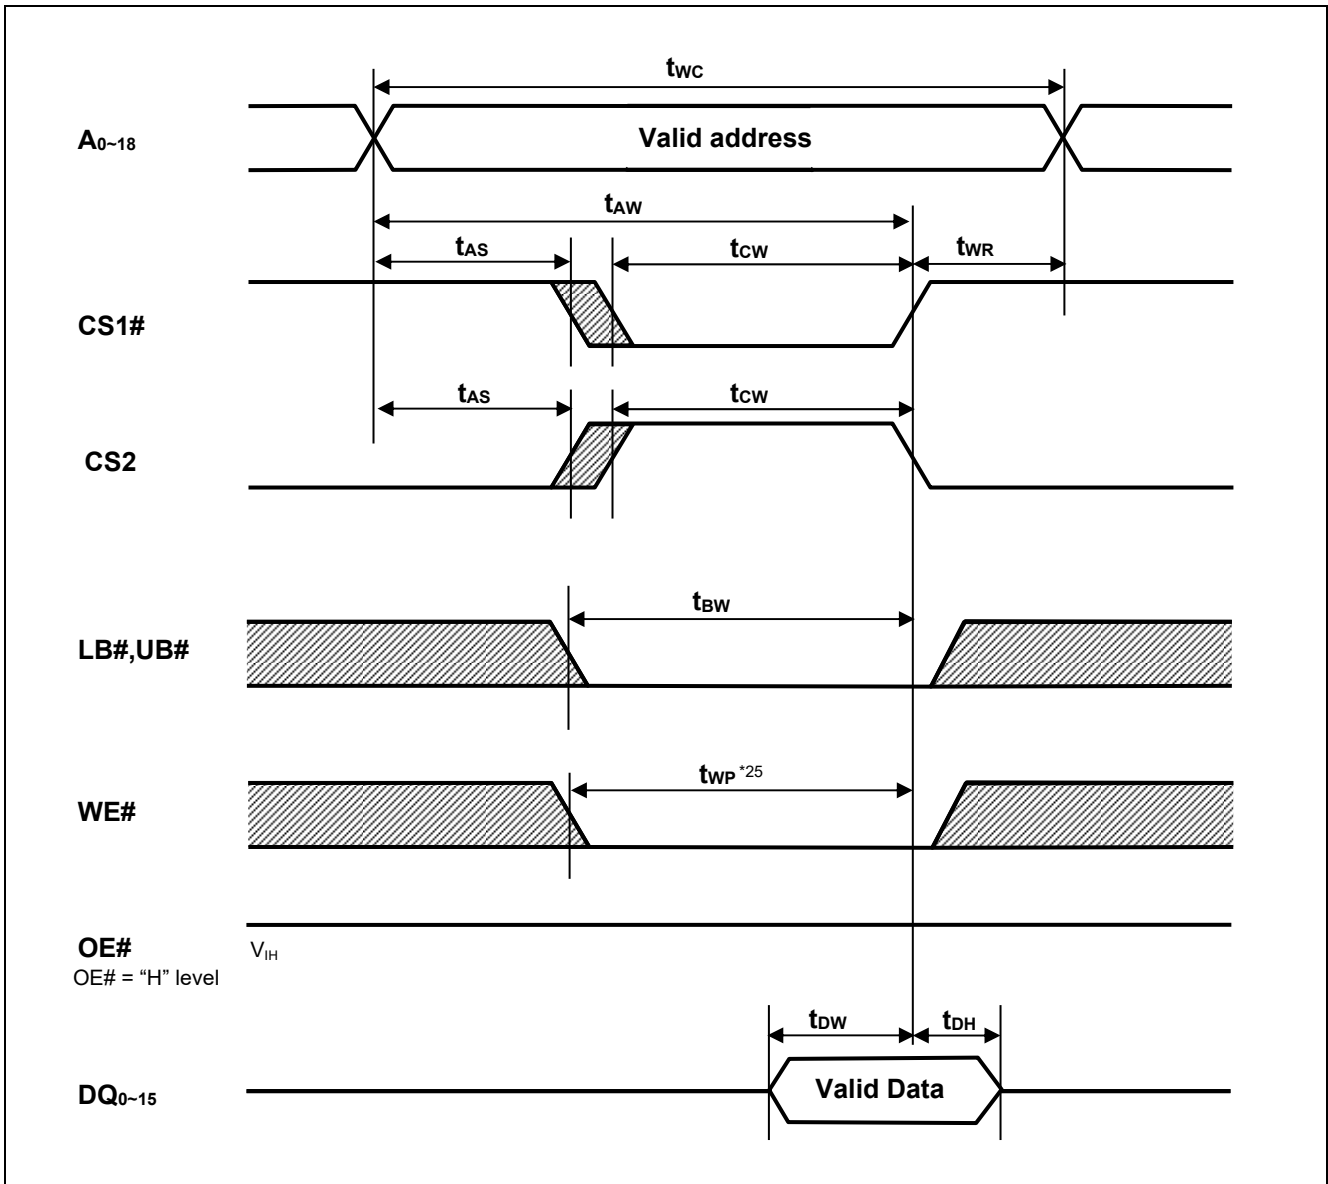 tWC
A0~18
Valid address
tAW
tAS
tCW
tWR
CS1#
tAS
tCW
CS2
tBW
LB#,UB#
tWP *25
WE#
OE#
VIH
OE# = “H” level
tDW
tDH
DQ0~15
Valid Data